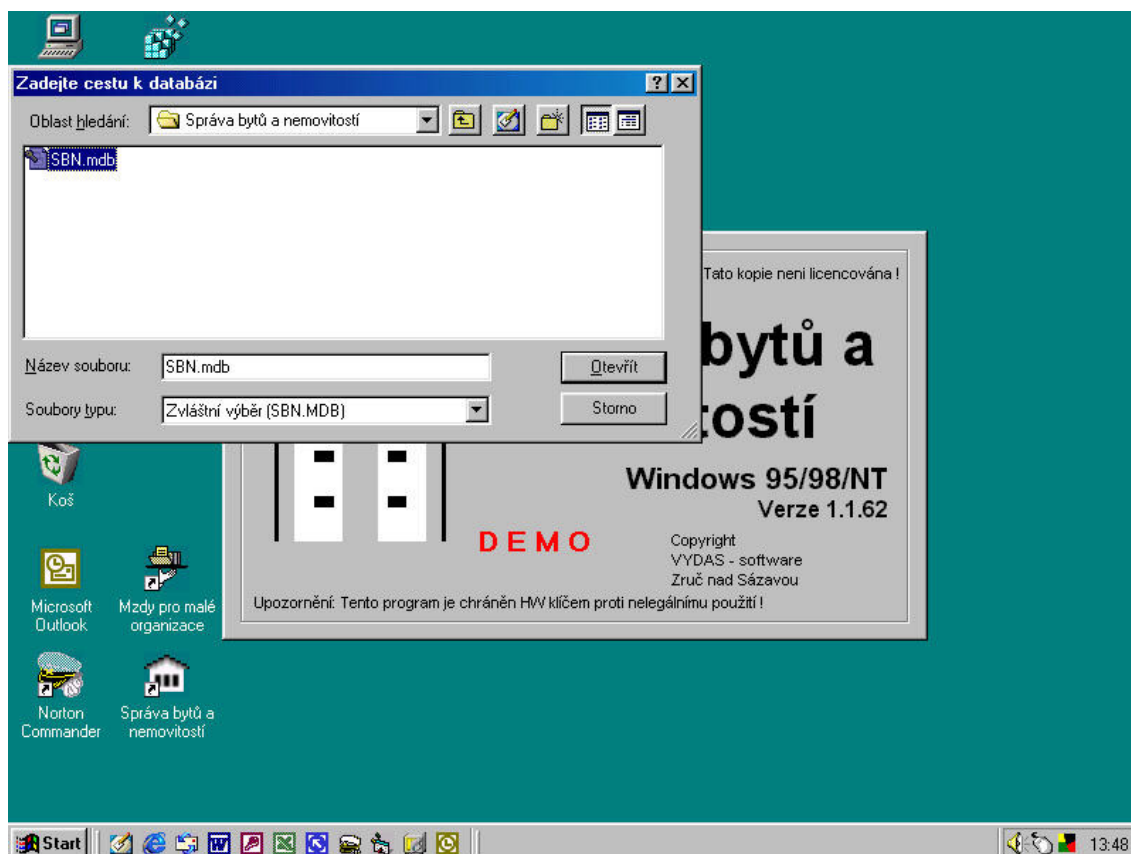 Zadejte cestu k databázi
Oblast hledání:
Správa bytů a nemovitostí
SBN.mdb
Název souboru:
SBN.mdb
Otevřít
Soubory typu:
Zvláštní výběr (SBN.MDB)
Storno
Tato kopie neni licencována !
bytů a
tostí
Windows 95/98/NT
Verze 1.1.62
DEMO
Copyright
VYDAS - software
Zruč nad Sázavou
Upozornění: Tento program je chráněn HW klíčem proti nelegálnímu použití !
Koš
Microsoft
Outlook
Mzdy pro malé
organizace
Norton
Commander
Správa bytů a
nemovitostí
Start
13:48